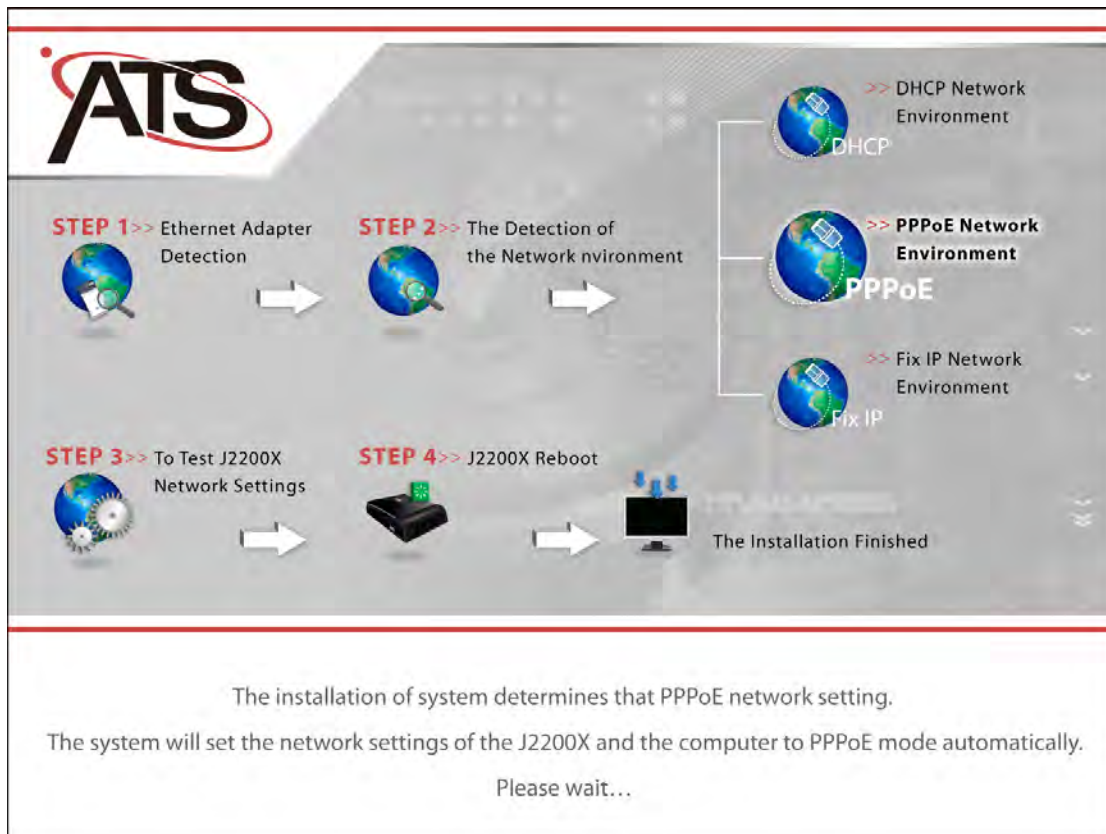 ATS
>> DHCP Network
Environment
DHCP
STEP 1>> Ethernet Adapter
Detection
STEP 2>> The Detection of
the Network nvironment
>> PPPoE Network
Environment
PPPoE
>> Fix IP Network
Environment
Fix IP
STEP 3>> To Test J2200X
Network Settings
STEP 4>> J2200X Reboot
The Installation Finished
The installation of system determines that PPPoE network setting.
The system will set the network settings of the J2200X and the computer to PPPoE mode automatically.
Please wait…